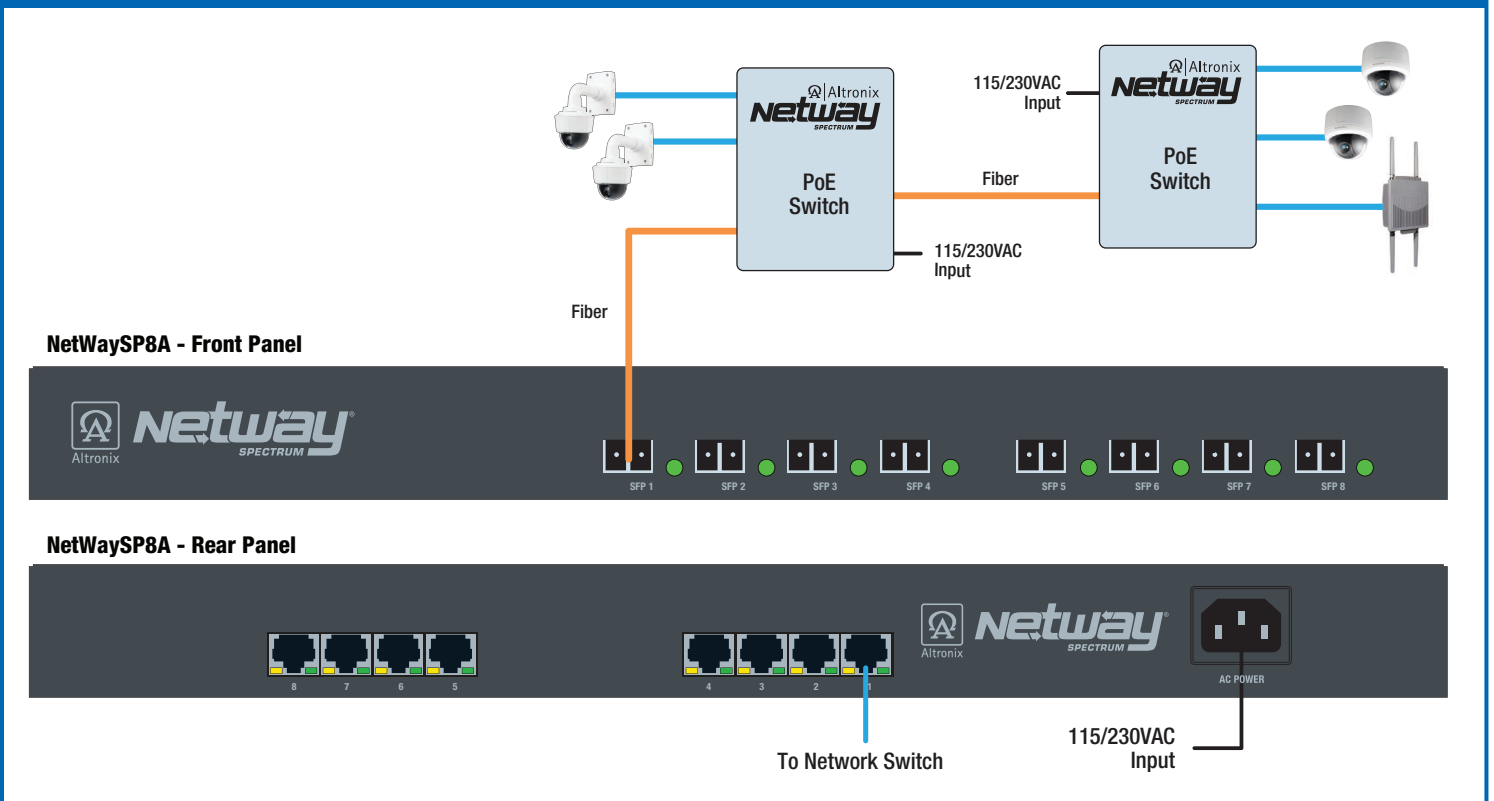 Altronix
NetWay
SPECTRUM
PoE
Switch
115/230VAC
Input
Altronix
NetWay
SPECTRUM
PoE
Switch
Fiber
115/230VAC
Input
Fiber
NetWaySP8A - Front Panel
Altronix
NetWay®
SPECTRUM
SFP 1 SFP 2 SFP 3 SFP 4 SFP 5 SFP 6 SFP 7 SFP 8
NetWaySP8A - Rear Panel
8 7 6 5 4 3 2 1
Altronix
NetWay®
SPECTRUM
AC POWER
To Network Switch
115/230VAC
Input